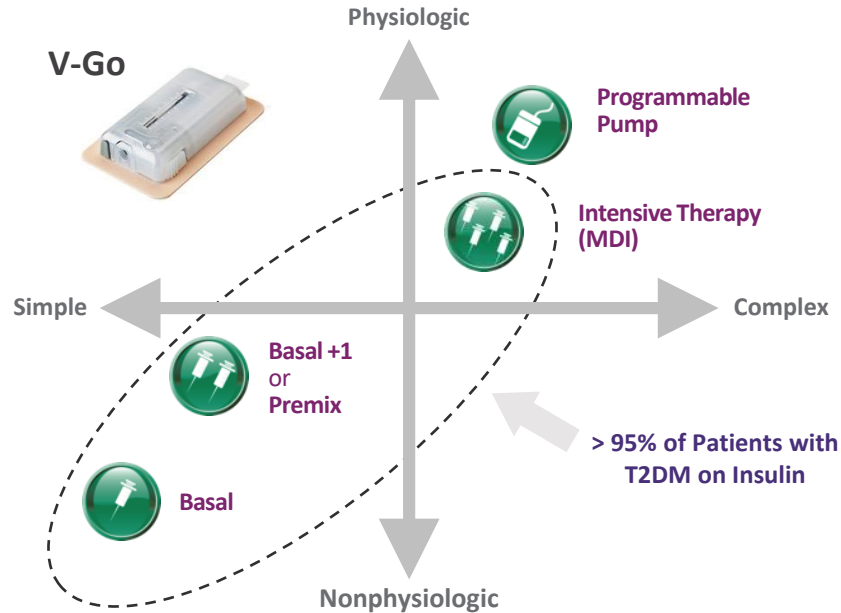 Physiologic
V-Go
Programmable
Pump
Intensive Therapy
(MDI)
Simple
Complex
Basal +1
or
Premix
> 95% of Patients with
T2DM on Insulin
Basal
Nonphysiologic